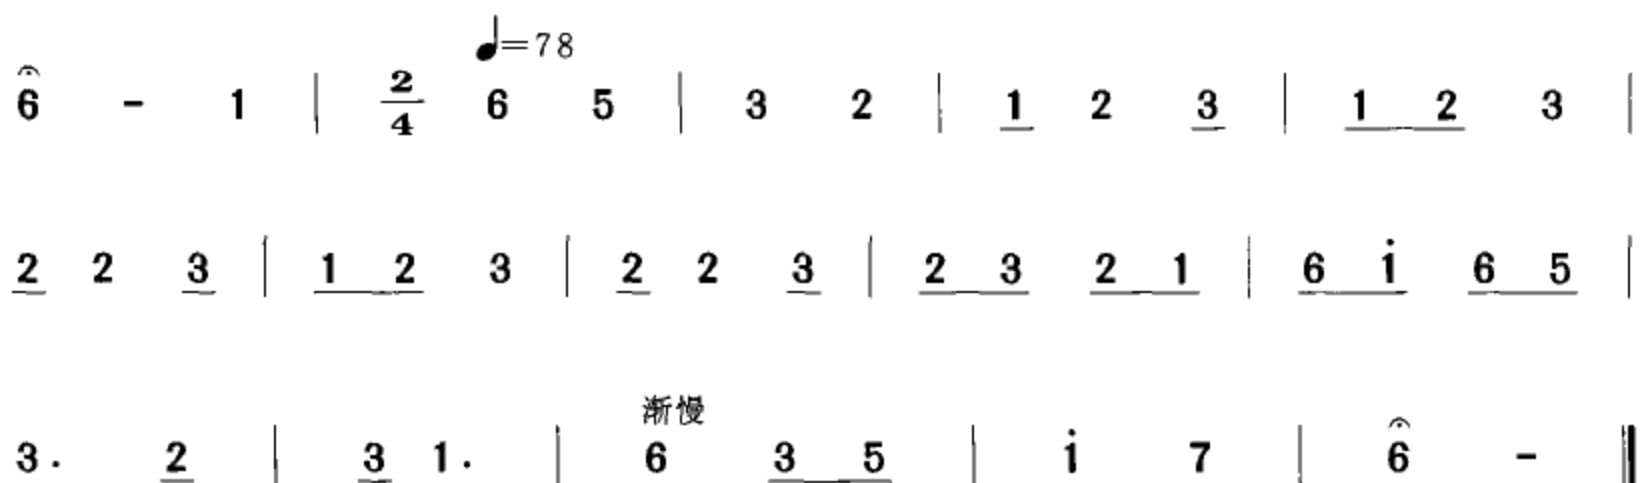 ♩=78
6 - 1 | 2/4 6 5 | 3 2 | 1 2 3 | 1 2 3 |
2 2 3 | 1 2 3 | 2 2 3 | 2 3 2 1 | 6 i 6 5 |
渐慢
3. 2 | 3 1. | 6 3 5 | i 7 | 6 - ‖